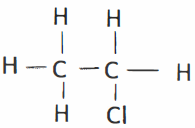 H H
H – C – C — H
H Cl